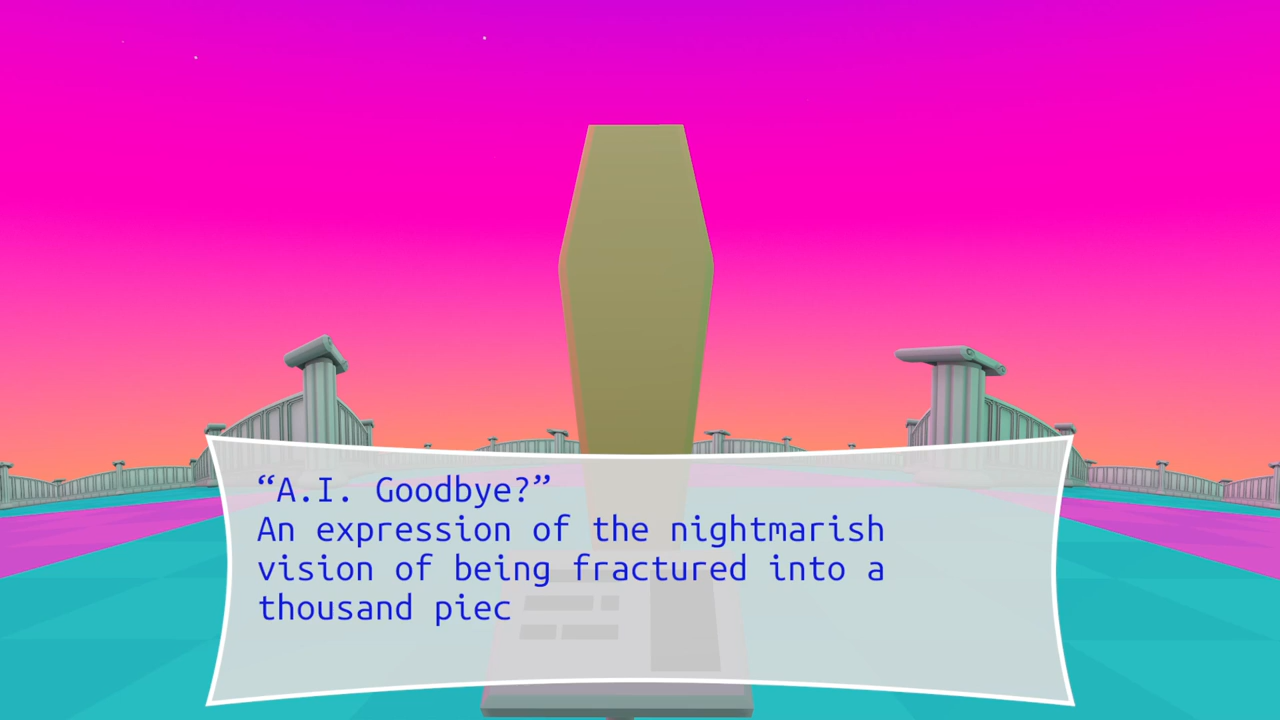 “A.I. Goodbye?”
An expression of the nightmarish
vision of being fractured into a
thousand piec